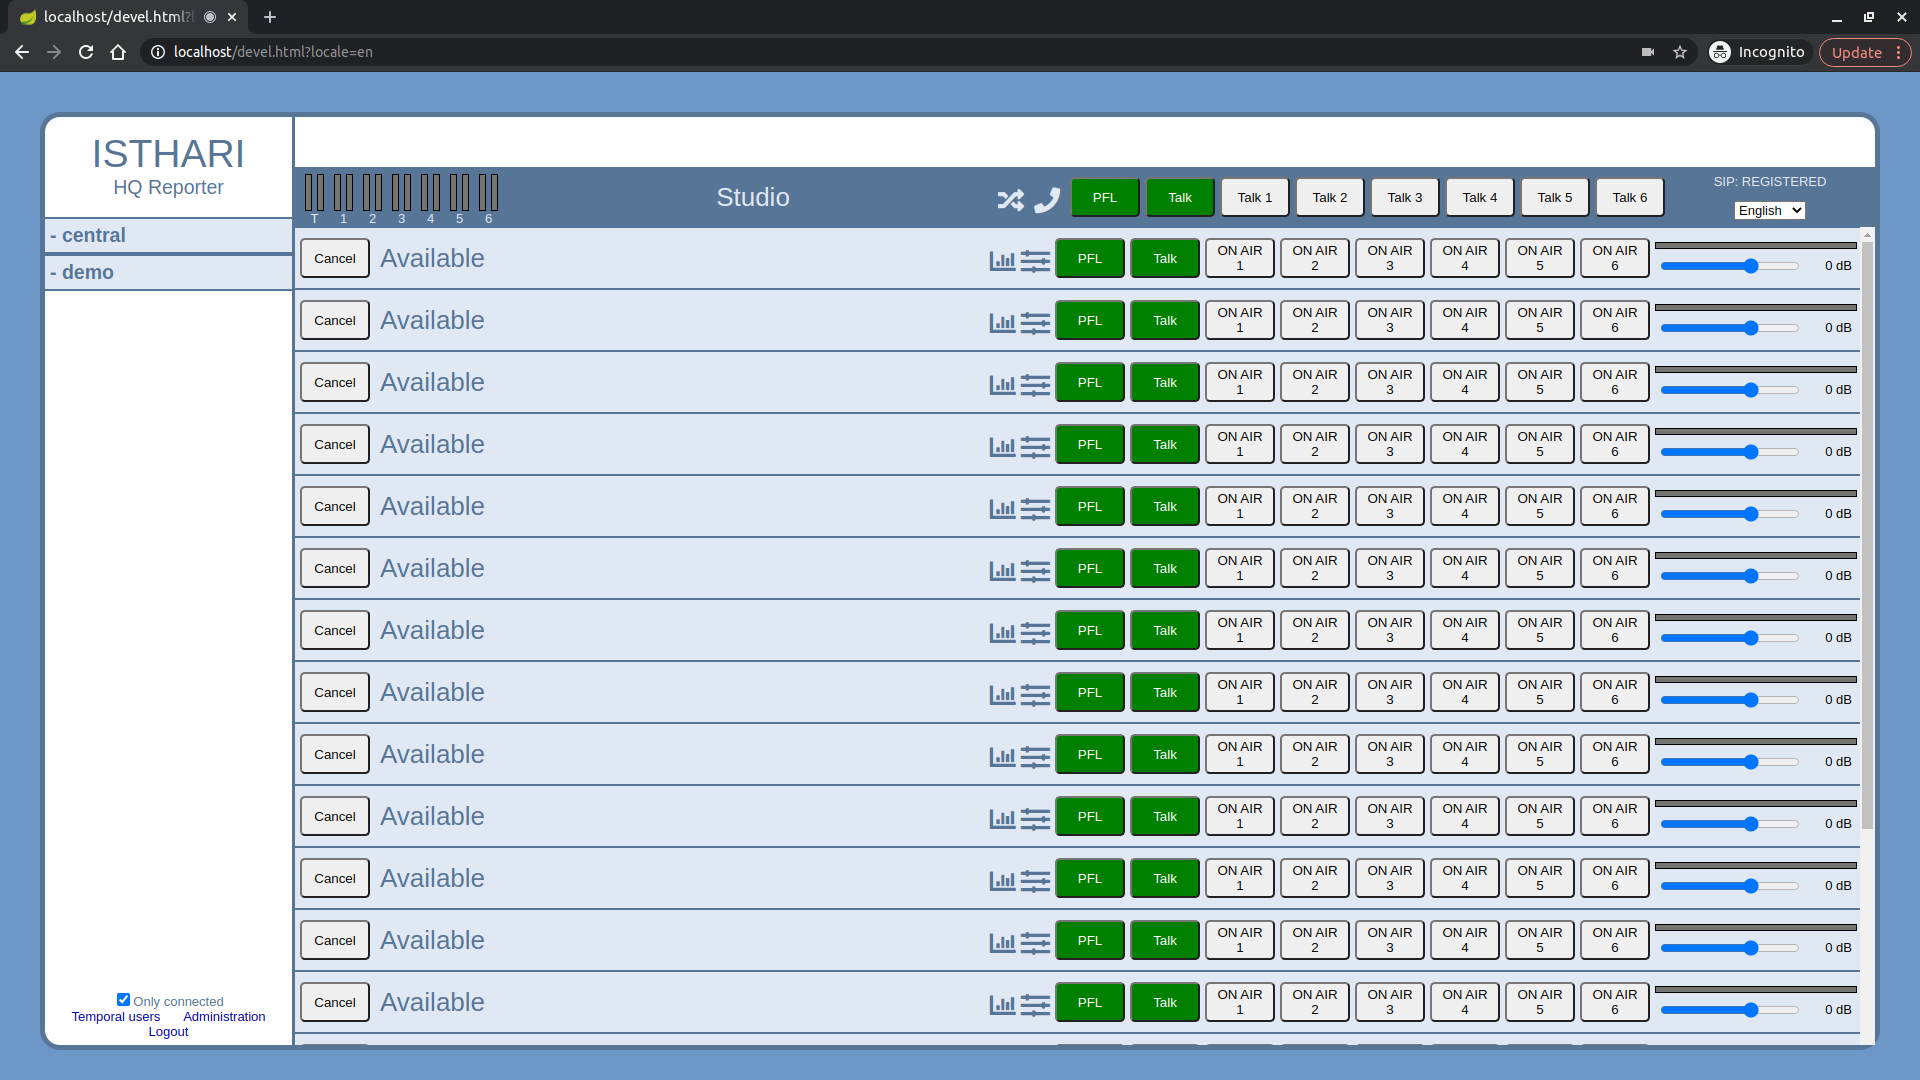 localhost/devel.html?l
localhost/devel.html?locale=en
Incognito
Update
ISTHARI
HQ Reporter
- central
- demo
Only connected
Temporal users Administration
Logout
T 1 2 3 4 5 6
Studio
PFL Talk Talk 1 Talk 2 Talk 3 Talk 4 Talk 5 Talk 6
SIP: REGISTERED
English
Cancel Available PFL Talk ON AIR 1 ON AIR 2 ON AIR 3 ON AIR 4 ON AIR 5 ON AIR 6 0 dB
Cancel Available PFL Talk ON AIR 1 ON AIR 2 ON AIR 3 ON AIR 4 ON AIR 5 ON AIR 6 0 dB
Cancel Available PFL Talk ON AIR 1 ON AIR 2 ON AIR 3 ON AIR 4 ON AIR 5 ON AIR 6 0 dB
Cancel Available PFL Talk ON AIR 1 ON AIR 2 ON AIR 3 ON AIR 4 ON AIR 5 ON AIR 6 0 dB
Cancel Available PFL Talk ON AIR 1 ON AIR 2 ON AIR 3 ON AIR 4 ON AIR 5 ON AIR 6 0 dB
Cancel Available PFL Talk ON AIR 1 ON AIR 2 ON AIR 3 ON AIR 4 ON AIR 5 ON AIR 6 0 dB
Cancel Available PFL Talk ON AIR 1 ON AIR 2 ON AIR 3 ON AIR 4 ON AIR 5 ON AIR 6 0 dB
Cancel Available PFL Talk ON AIR 1 ON AIR 2 ON AIR 3 ON AIR 4 ON AIR 5 ON AIR 6 0 dB
Cancel Available PFL Talk ON AIR 1 ON AIR 2 ON AIR 3 ON AIR 4 ON AIR 5 ON AIR 6 0 dB
Cancel Available PFL Talk ON AIR 1 ON AIR 2 ON AIR 3 ON AIR 4 ON AIR 5 ON AIR 6 0 dB
Cancel Available PFL Talk ON AIR 1 ON AIR 2 ON AIR 3 ON AIR 4 ON AIR 5 ON AIR 6 0 dB
Cancel Available PFL Talk ON AIR 1 ON AIR 2 ON AIR 3 ON AIR 4 ON AIR 5 ON AIR 6 0 dB
Cancel Available PFL Talk ON AIR 1 ON AIR 2 ON AIR 3 ON AIR 4 ON AIR 5 ON AIR 6 0 dB